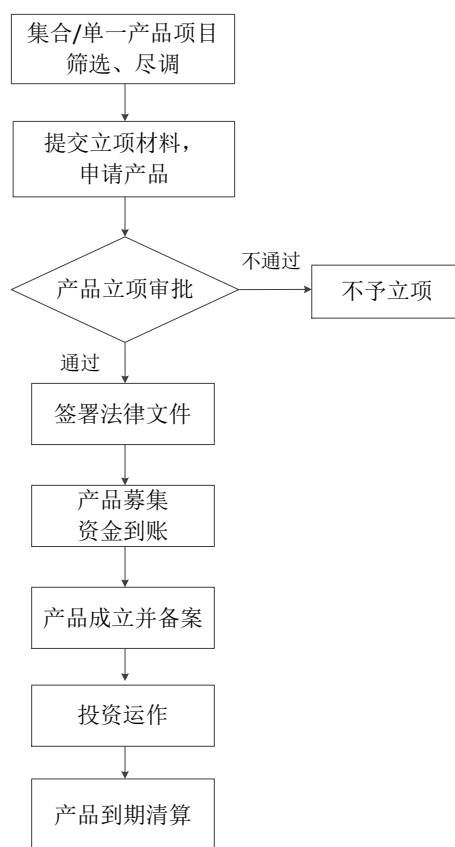 集合/单一产品项目
筛选、尽调
提交立项材料，
申请产品
产品立项审批
不通过
不予立项
通过
签署法律文件
产品募集
资金到账
产品成立并备案
投资运作
产品到期清算